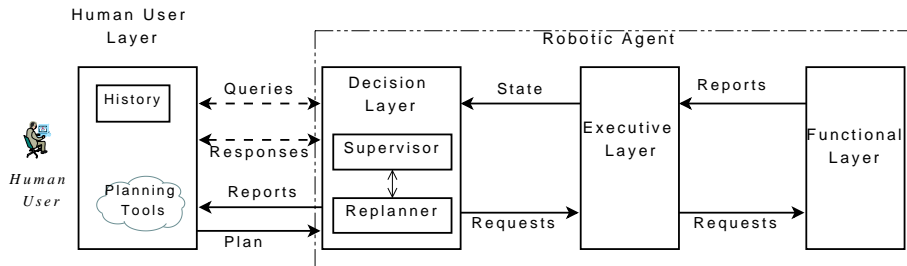 Human User
Layer
Robotic Agent
History
Queries
Responses
Planning
Tools
Reports
Plan
Human
User
Decision
Layer
Supervisor
Replanner
State
Requests
Executive
Layer
Reports
Requests
Functional
Layer